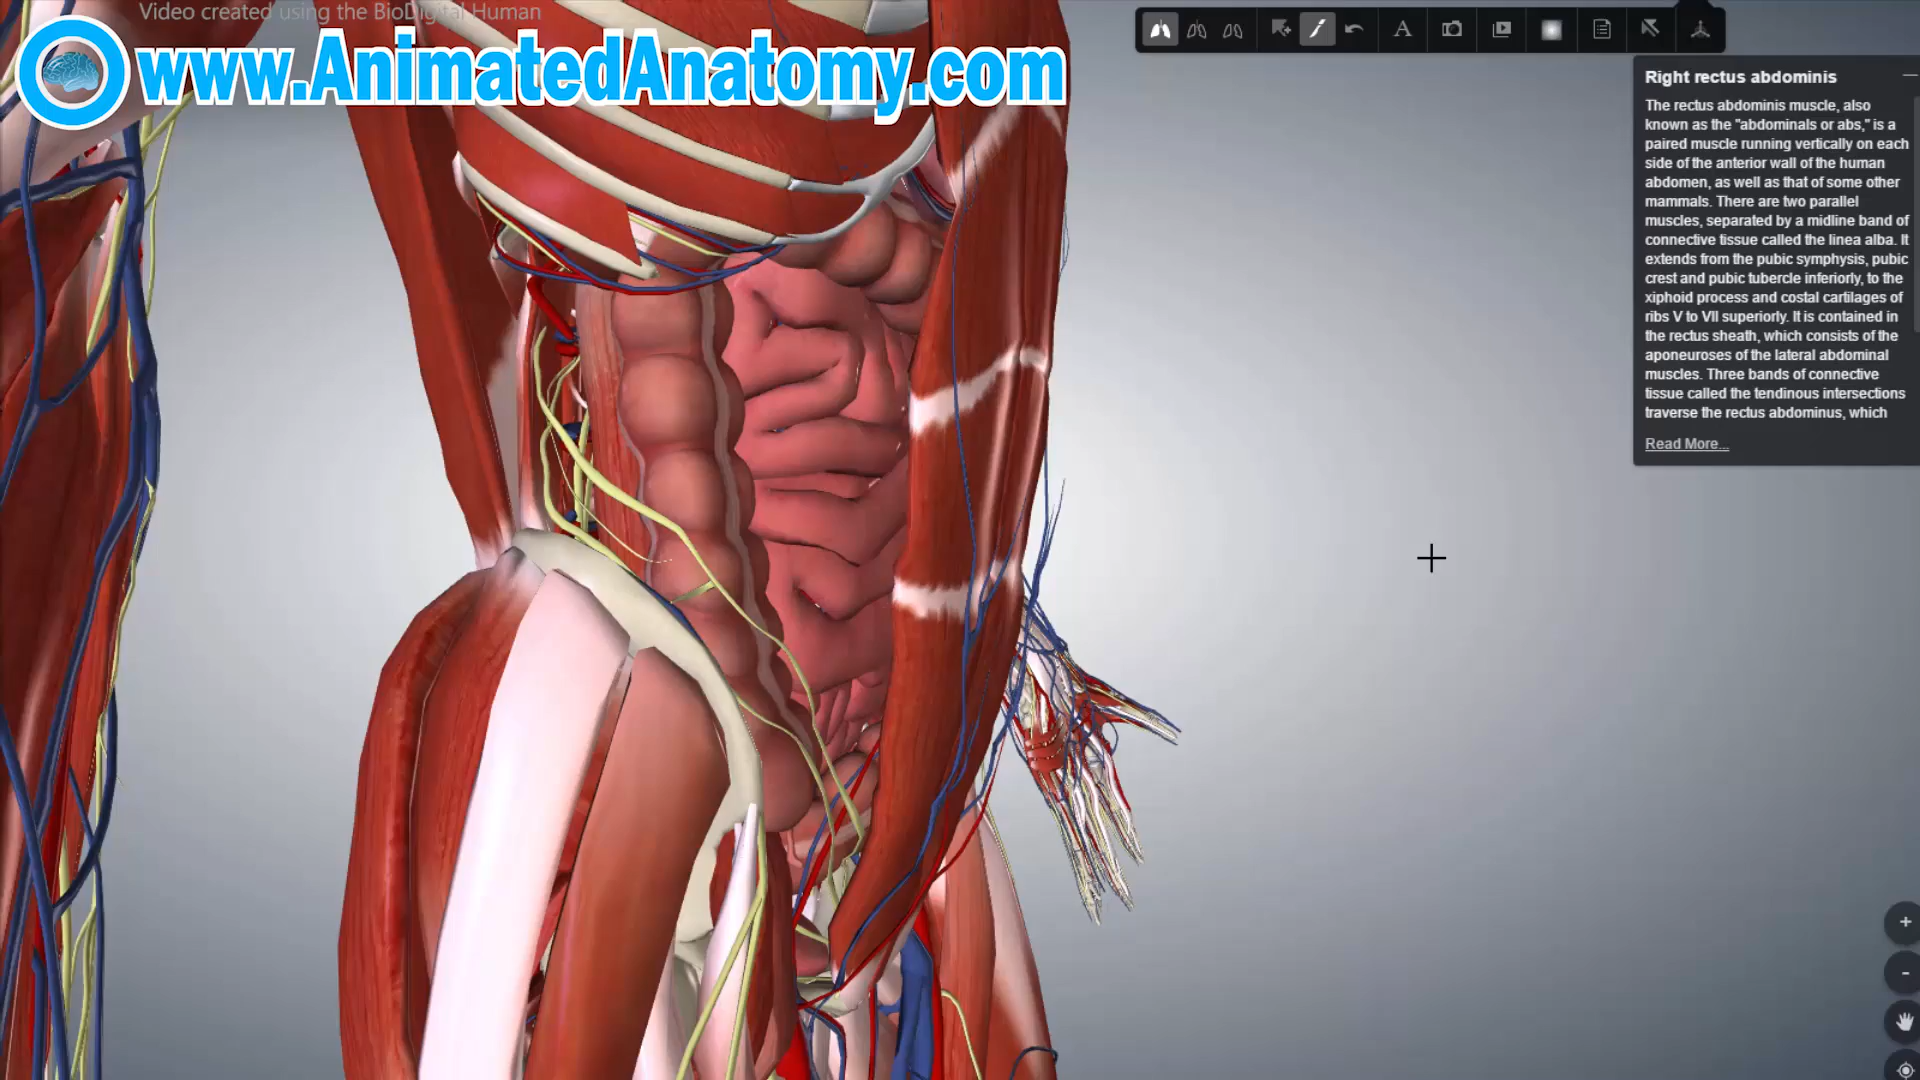 Video created using the BioDigital Human
www.AnimatedAnatomy.com
A
Right rectus abdominis
The rectus abdominis muscle, also
known as the "abdominals or abs," is a
paired muscle running vertically on each
side of the anterior wall of the human
abdomen, as well as that of some other
mammals. There are two parallel
muscles, separated by a midline band of
connective tissue called the linea alba. It
extends from the pubic symphysis, pubic
crest and pubic tubercle inferiorly, to the
xiphoid process and costal cartilages of
ribs V to VII superiorly. It is contained in
the rectus sheath, which consists of the
aponeuroses of the lateral abdominal
muscles. Three bands of connective
tissue called the tendinous intersections
traverse the rectus abdominus, which
Read More...